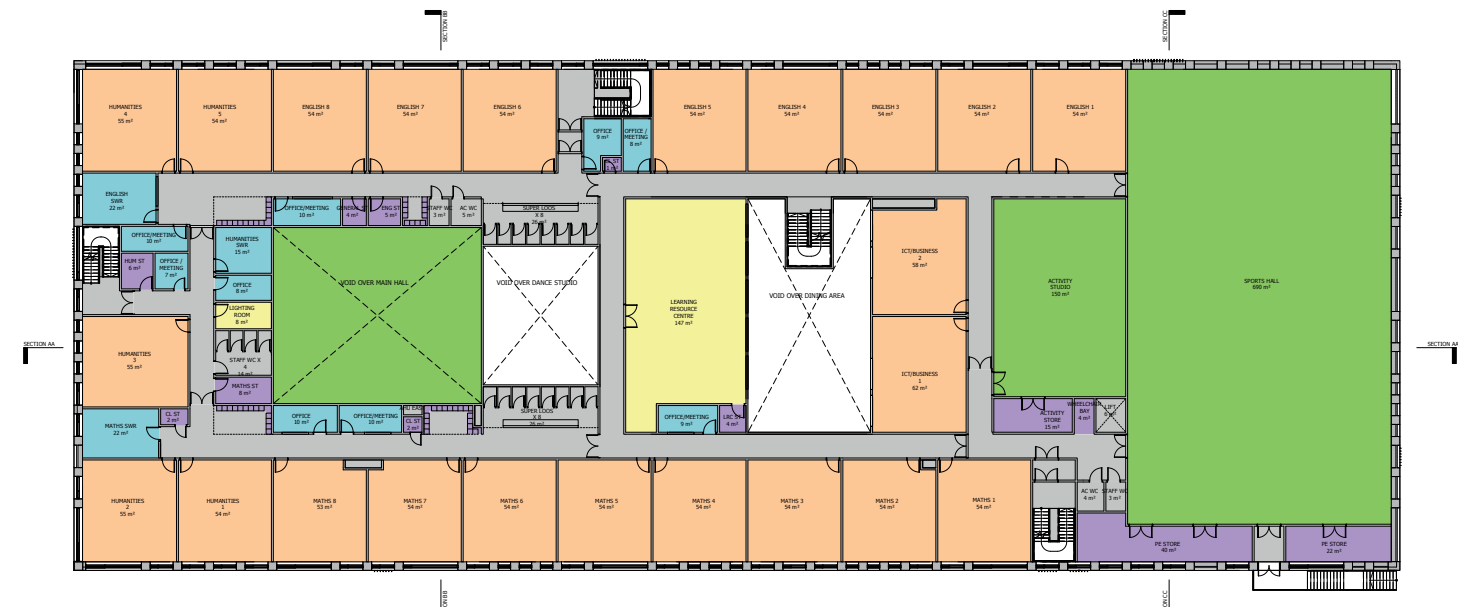 SECTION BB
SECTION CC
HUMANITIES
4
55 m²
HUMANITIES
5
54 m²
ENGLISH 8
54 m²
ENGLISH 7
54 m²
ENGLISH 6
54 m²
OFFICE
9 m²
OFFICE /
MEETING
8 m²
ENGLISH 5
54 m²
ENGLISH 4
54 m²
ENGLISH 3
54 m²
ENGLISH 2
54 m²
ENGLISH 1
54 m²
ENGLISH
SWR
22 m²
OFFICE/MEETING
10 m²
4 m²
ENG ST
5 m²
STAFF WC
3 m²
AC WC
5 m²
SUPER LOOS
X 8
26 m²
OFFICE/MEETING
10 m²
HUM ST
6 m²
OFFICE /
MEETING
7 m²
HUMANITIES
SWR
15 m²
OFFICE
8 m²
LIGHTING
ROOM
8 m²
STAFF WC X
4
14 m²
MATHS ST
8 m²
VOID OVER MAIN HALL
VOID OVER DANCE STUDIO
LEARNING
RESOURCE
CENTRE
147 m²
VOID OVER DINING AREA
ICT/BUSINESS
2
58 m²
ICT/BUSINESS
1
62 m²
ACTIVITY
STUDIO
150 m²
SPORTS HALL
690 m²
SECTION AA
SECTION AA
HUMANITIES
3
55 m²
MATHS SWR
22 m²
CL ST
2 m²
OFFICE
10 m²
OFFICE/MEETING
10 m²
CL ST
2 m²
SUPER LOOS
X 8
26 m²
OFFICE/MEETING
9 m²
LRC ST
4 m²
ACTIVITY
STORE
15 m²
WHEELCHAIR
BAY
4 m²
LIFT
HUMANITIES
2
55 m²
HUMANITIES
1
54 m²
MATHS 8
53 m²
MATHS 7
54 m²
MATHS 6
54 m²
MATHS 5
54 m²
MATHS 4
54 m²
MATHS 3
54 m²
MATHS 2
54 m²
MATHS 1
54 m²
AC WC
4 m²
STAFF WC
3 m²
PE STORE
40 m²
PE STORE
22 m²